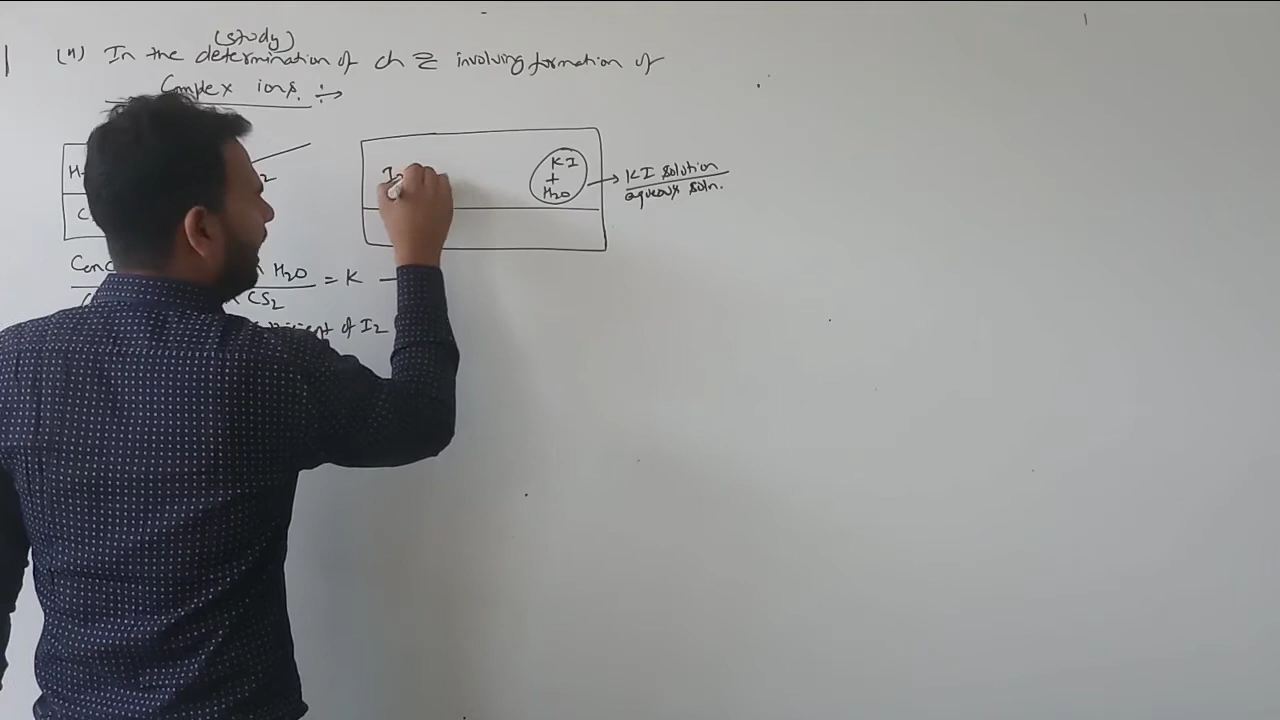 (study)
(n) In the determination of ch ⇌ involving formation of
Complex ions. ÷→
H
2
C
I2
KI
+
H2O
→ KI solution
aqueous soln.
Conc
H2O
= K —
CS2
of I2